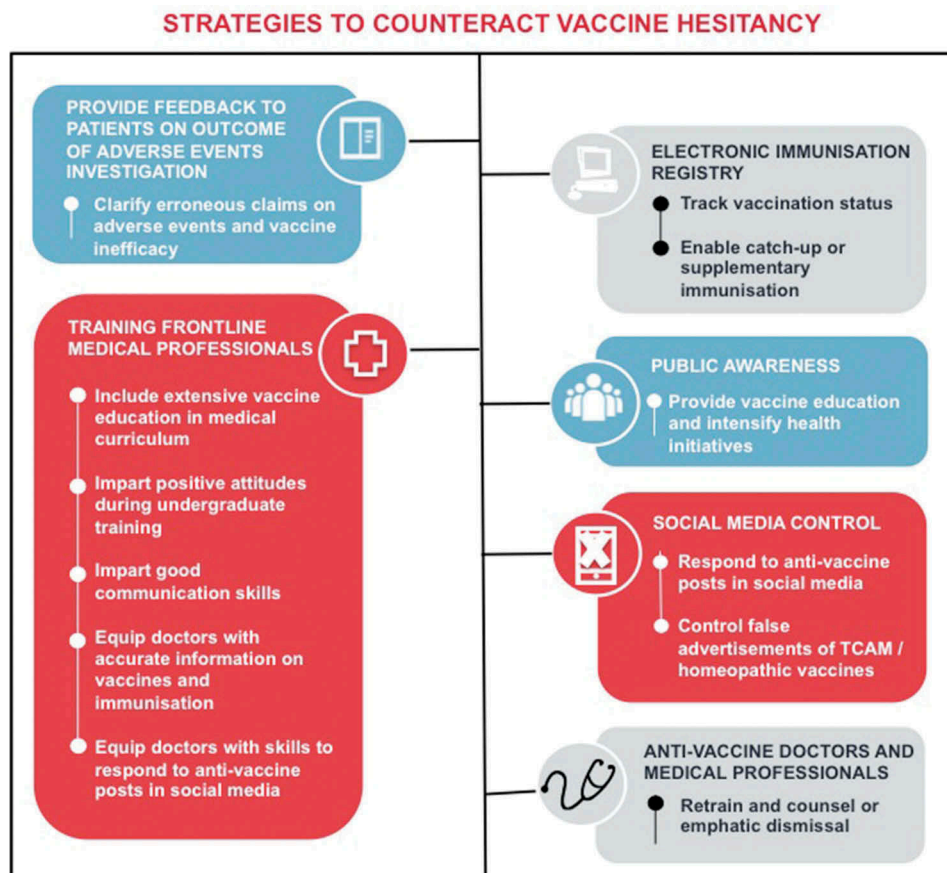 STRATEGIES TO COUNTERACT VACCINE HESITANCY
PROVIDE FEEDBACK TO
PATIENTS ON OUTCOME
OF ADVERSE EVENTS
INVESTIGATION
Clarify erroneous claims on
adverse events and vaccine
inefficacy
TRAINING FRONTLINE
MEDICAL PROFESSIONALS
Include extensive vaccine
education in medical
curriculum
Impart positive attitudes
during undergraduate
training
Impart good
communication skills
Equip doctors with
accurate information on
vaccines and
immunisation
Equip doctors with skills to
respond to anti-vaccine
posts in social media
ELECTRONIC IMMUNISATION
REGISTRY
Track vaccination status
Enable catch-up or
supplementary
immunisation
PUBLIC AWARENESS
Provide vaccine education
and intensify health
initiatives
SOCIAL MEDIA CONTROL
Respond to anti-vaccine
posts in social media
Control false
advertisements of TCAM /
homeopathic vaccines
ANTI-VACCINE DOCTORS AND
MEDICAL PROFESSIONALS
Retrain and counsel or
emphatic dismissal